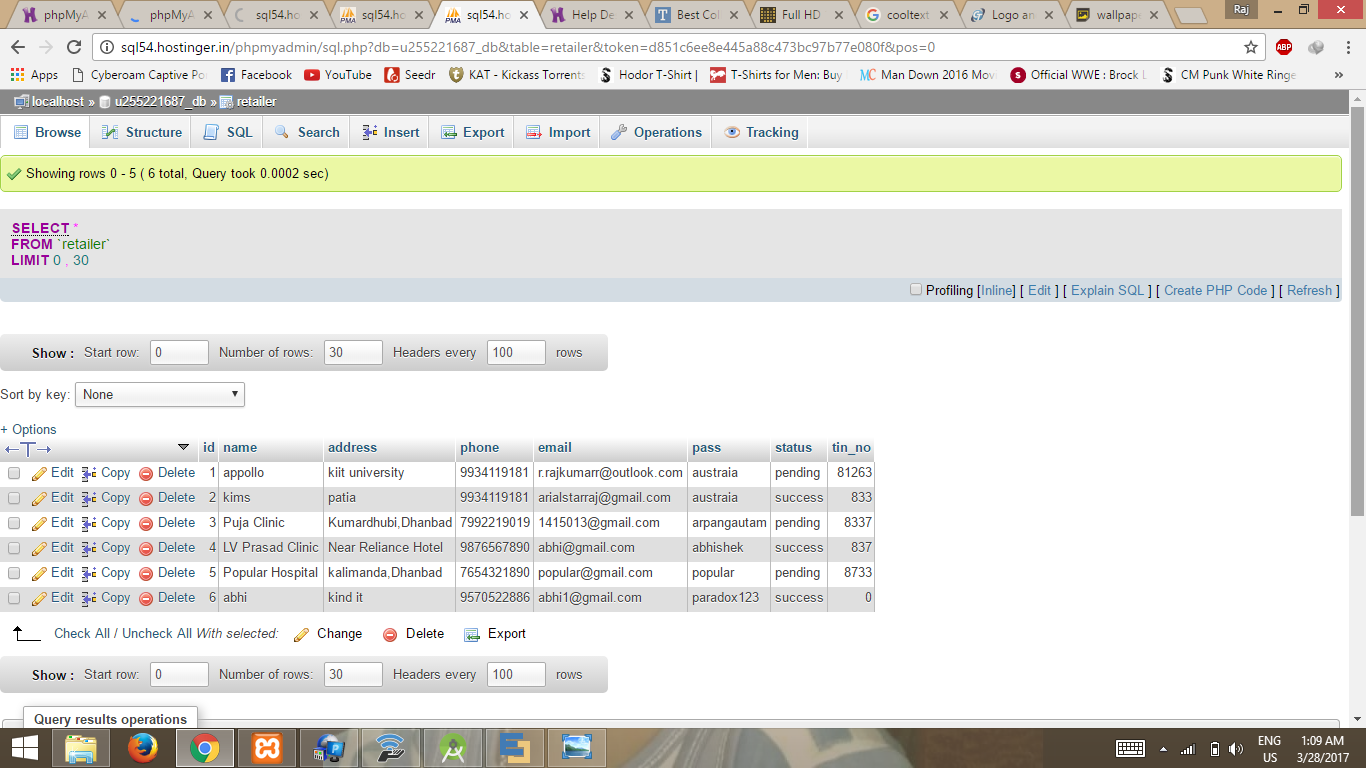 phpMyA phpMyA sql54.ho sql54.ho sql54.ho Help De Best Col Full HD cooltext Logo an wallpap Raj
sql54.hostinger.in/phpmyadmin/sql.php?db=u255221687_db&table=retailer&token=d851c6ee8e445a88c473bc97b77e080f&pos=0 ABP
Apps Cyberoam Captive Po Facebook YouTube Seedr KAT - Kickass Torrents Hodor T-Shirt | T-Shirts for Men: Buy MC Man Down 2016 Movi Official WWE : Brock L CM Punk White Ringe »
localhost » u255221687_db » retailer
Browse Structure SQL Search Insert Export Import Operations Tracking
Showing rows 0 - 5 ( 6 total, Query took 0.0002 sec)
SELECT *
FROM `retailer`
LIMIT 0 , 30
Profiling [Inline] [ Edit ] [ Explain SQL ] [ Create PHP Code ] [ Refresh ]
Show : Start row: 0 Number of rows: 30 Headers every 100 rows
Sort by key: None
+ Options
←T→ id name address phone email pass status tin_no
Edit Copy Delete 1 appollo kiit university 9934119181 r.rajkumarr@outlook.com austraia pending 81263
Edit Copy Delete 2 kims patia 9934119181 arialstarraj@gmail.com austraia success 833
Edit Copy Delete 3 Puja Clinic Kumardhubi,Dhanbad 7992219019 1415013@gmail.com arpangautam pending 8337
Edit Copy Delete 4 LV Prasad Clinic Near Reliance Hotel 9876567890 abhi@gmail.com abhishek success 837
Edit Copy Delete 5 Popular Hospital kalimanda,Dhanbad 7654321890 popular@gmail.com popular pending 8733
Edit Copy Delete 6 abhi kind it 9570522886 abhi1@gmail.com paradox123 success 0
Check All / Uncheck All With selected: Change Delete Export
Show : Start row: 0 Number of rows: 30 Headers every 100 rows
Query results operations
ENG 1:09 AM
US 3/28/2017